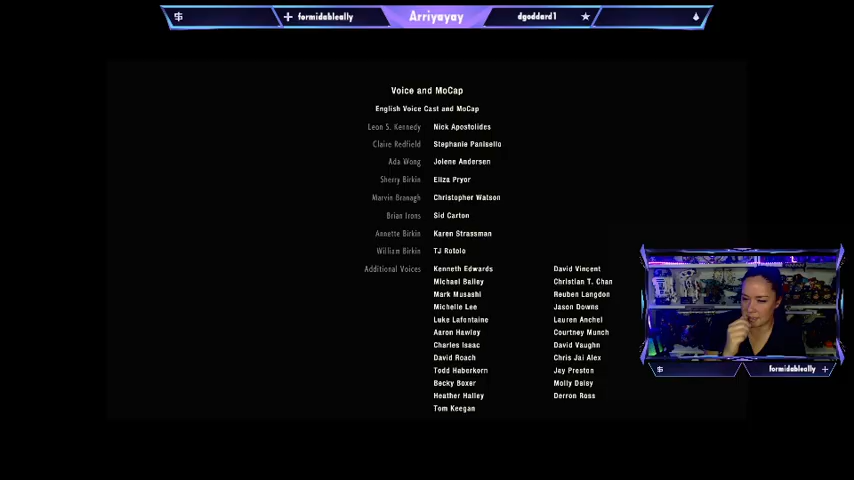 formidableally Arriyayay dgoddard1
Voice and MoCap
English Voice Cast and MoCap
Leon S. Kennedy Nick Apostolides
Claire Redfield Stephanie Panisello
Ada Wong Jolene Andersen
Sherry Birkin Eliza Pryor
Marvin Branagh Christopher Watson
Brian Irons Sid Carton
Annette Birkin Karen Strassman
William Birkin TJ Rotolo
Additional Voices Kenneth Edwards David Vincent
Michael Bailey Christian T. Chan
Mark Musashi Reuben Langdon
Michelle Lee Jason Downs
Luke Lafontaine Lauren Anchel
Aaron Hawley Courtney Munch
Charles Isaac David Vaughn
David Roach Chris Jai Alex
Todd Haberkorn Jay Preston
Becky Boxer Molly Daisy
Heather Halley Derron Ross
Tom Keegan
formidableally